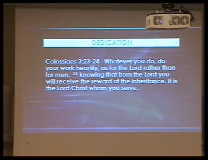 DEDICATION
Colossians 3:23-24 Whatever you do, do
your work heartily, as for the Lord rather than
for men, 24 knowing that from the Lord you
will receive the reward of the inheritance. It is
the Lord Christ whom you serve.